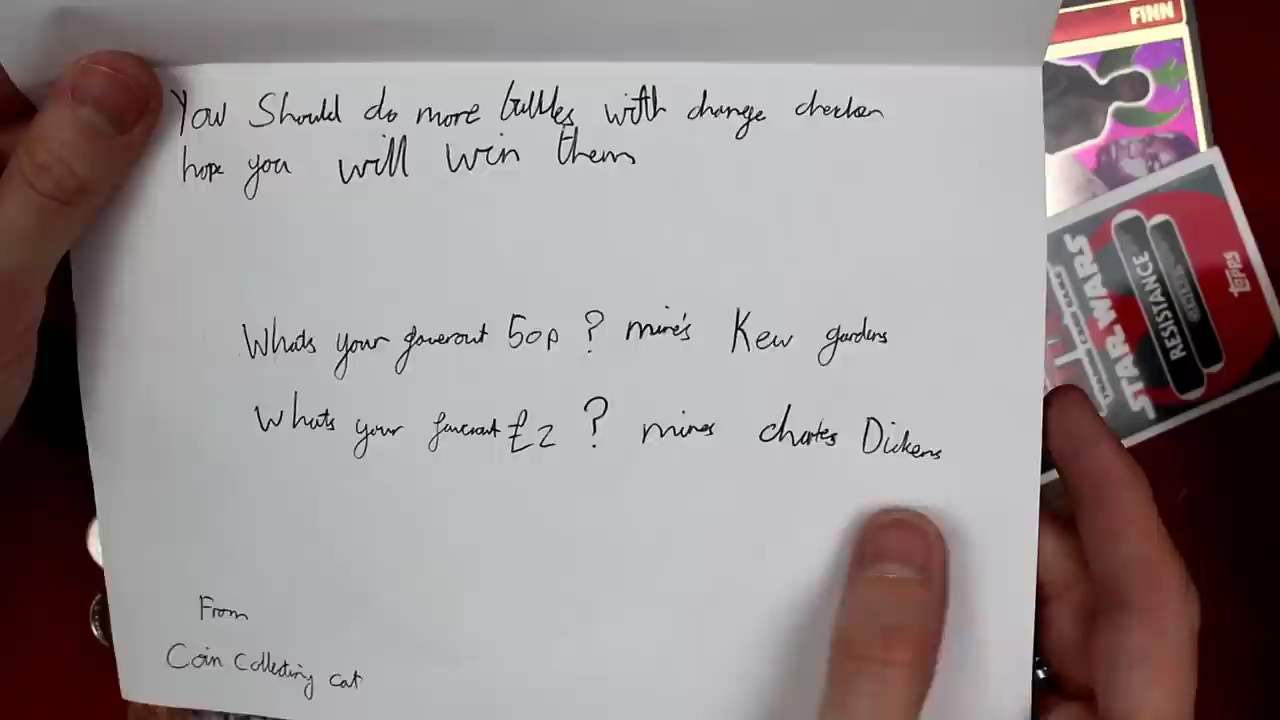 You Should do more battles with change checker
hope you will win them
Whats your faverout 50p ? mine's Kew gardens
Whats your faverout £2 ? mines charles Dickens
From
Coin Collecting cat
FINN
STAR WARS
RESISTANCE
TOPPS